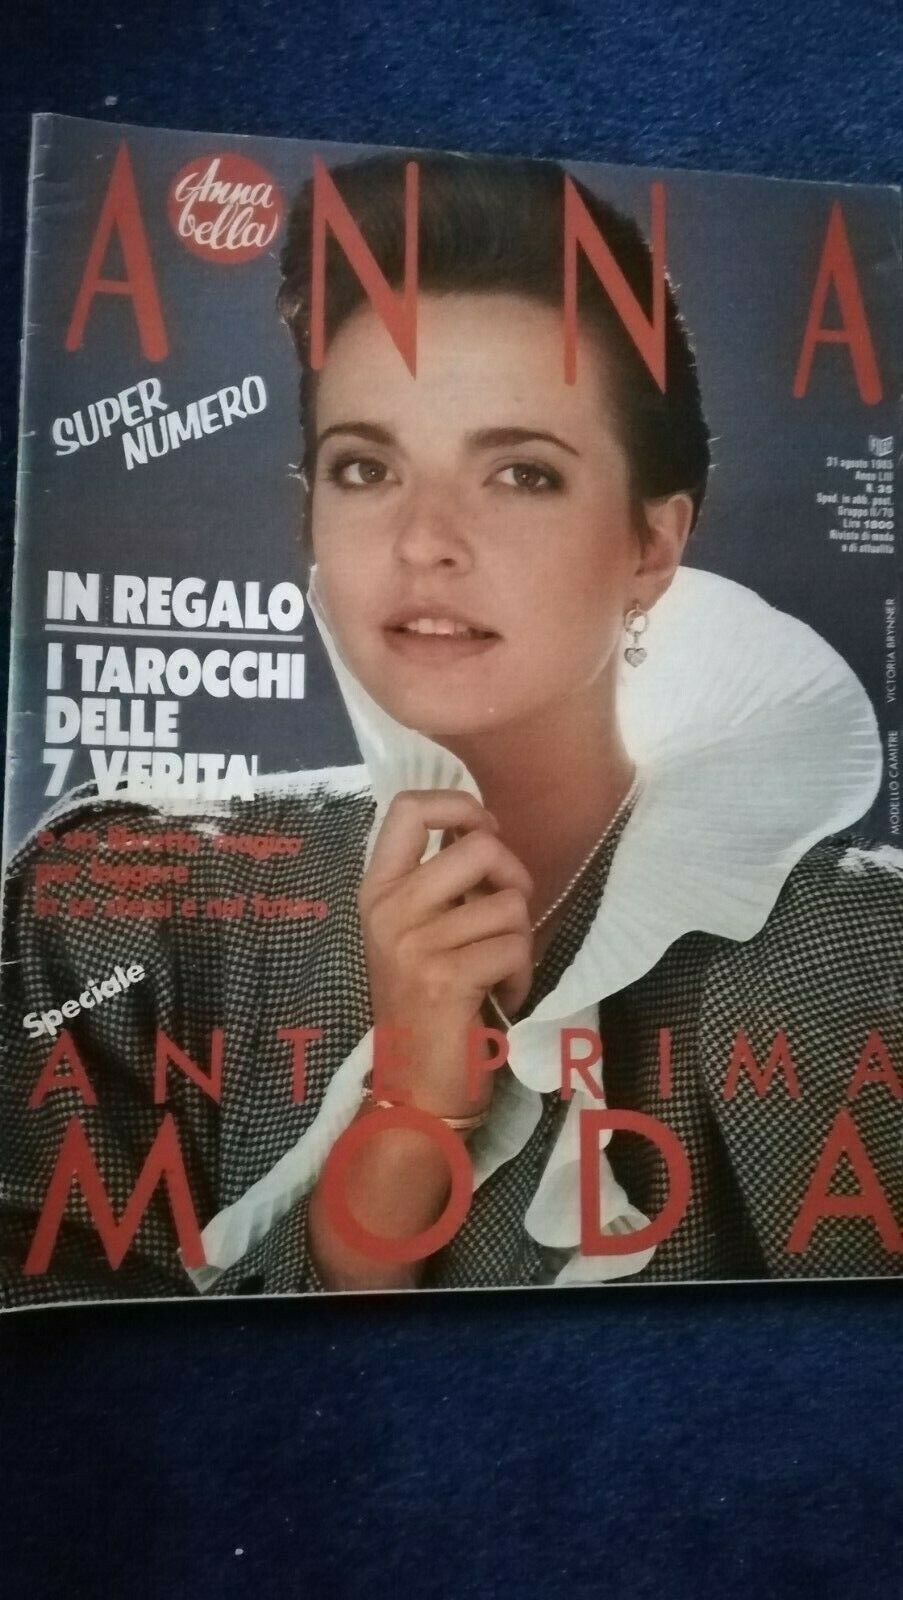 ANNA
Anna
bella
SUPER
NUMERO
31 agosto 1985
Anno LIII
N. 35
Sped. in abb. post.
Gruppo II/70
Lire 1800
Rivista di moda
e di attualità
IN REGALO
I TAROCCHI
DELLE
7 VERITA'
e un libretto magico
per leggere
in se stessi e nel futuro
MODELLO CAMITRE VICTORIA BRYNNER
Speciale
ANTEPRIMA
MODA